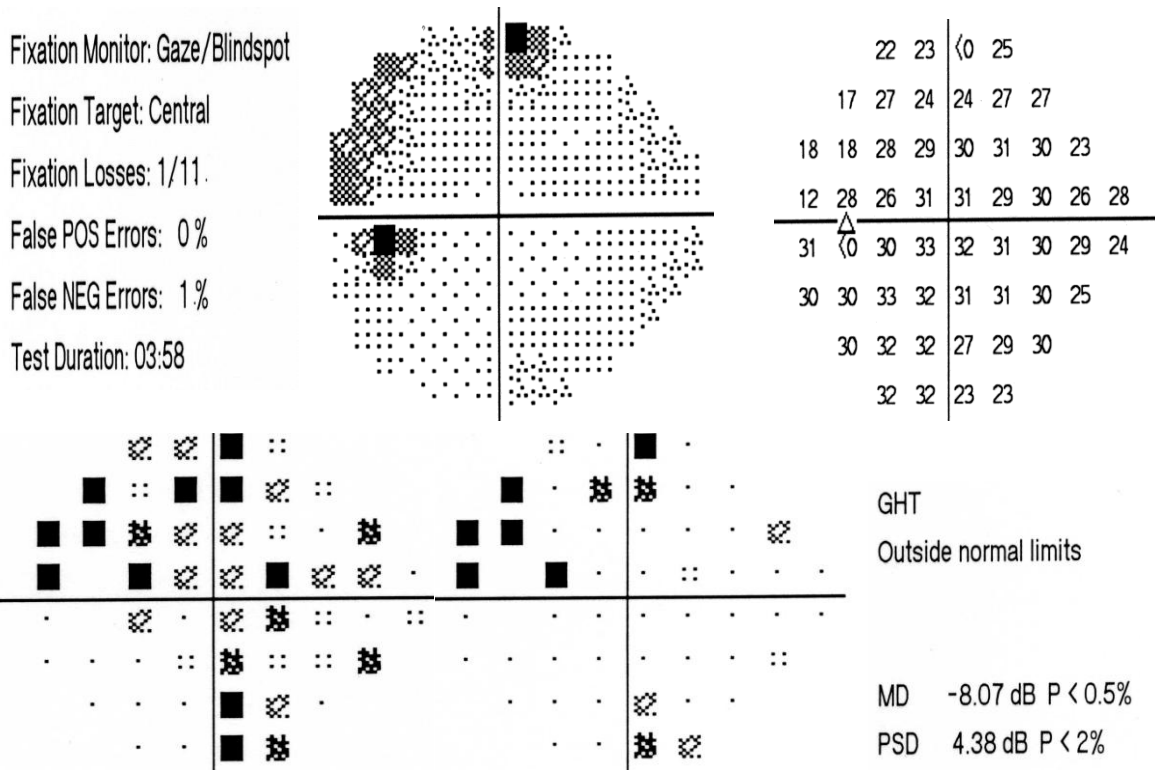 Fixation Monitor: Gaze/Blindspot
Fixation Target: Central
Fixation Losses: 1/11
False POS Errors: 0 %
False NEG Errors: 1 %
Test Duration: 03:58
22 23 <0 25
17 27 24 24 27 27
18 18 28 29 30 31 30 23
12 28 26 31 31 29 30 26 28
31 <0 30 33 32 31 30 29 24
30 30 33 32 31 31 30 25
30 32 32 27 29 30
32 32 23 23
GHT
Outside normal limits
MD -8.07 dB P < 0.5%
PSD 4.38 dB P < 2%